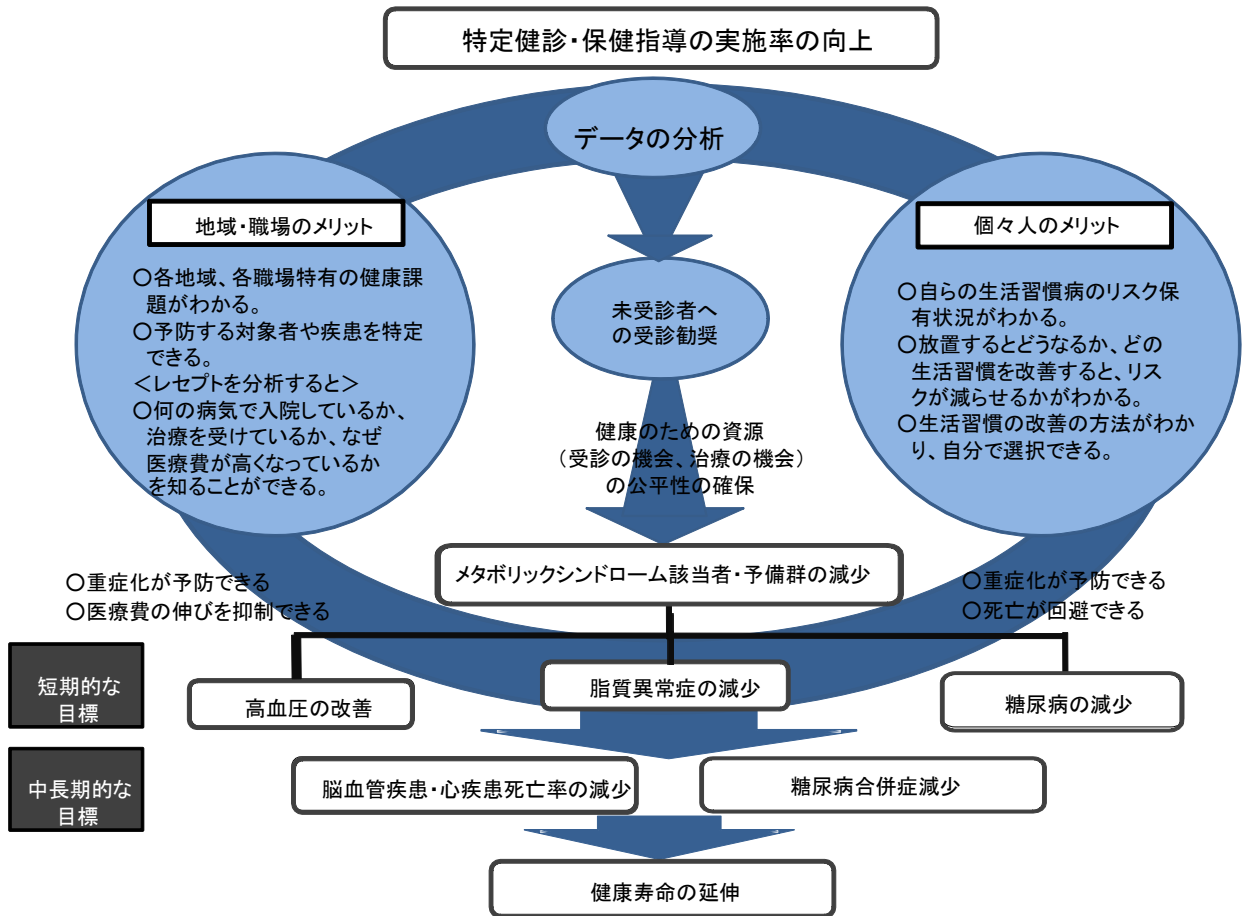 特定健診・保健指導の実施率の向上
データの分析
地域・職場のメリット
○各地域、各職場特有の健康課
題がわかる。
○予防する対象者や疾患を特定
できる。
<レセプトを分析すると>
○何の病気で入院しているか、
治療を受けているか、なぜ
医療費が高くなっているか
を知ることができる。
未受診者へ
の受診勧奨
個々人のメリット
○自らの生活習慣病のリスク保
有状況がわかる。
○放置するとどうなるか、どの
生活習慣を改善すると、リス
クが減らせるかがわかる。
○生活習慣の改善の方法がわか
り、自分で選択できる。
健康のための資源
（受診の機会、治療の機会）
の公平性の確保
メタボリックシンドローム該当者・予備群の減少
○重症化が予防できる
○医療費の伸びを抑制できる
○重症化が予防できる
○死亡が回避できる
短期的な
目標
高血圧の改善
脂質異常症の減少
糖尿病の減少
中長期的な
目標
脳血管疾患・心疾患死亡率の減少
糖尿病合併症減少
健康寿命の延伸